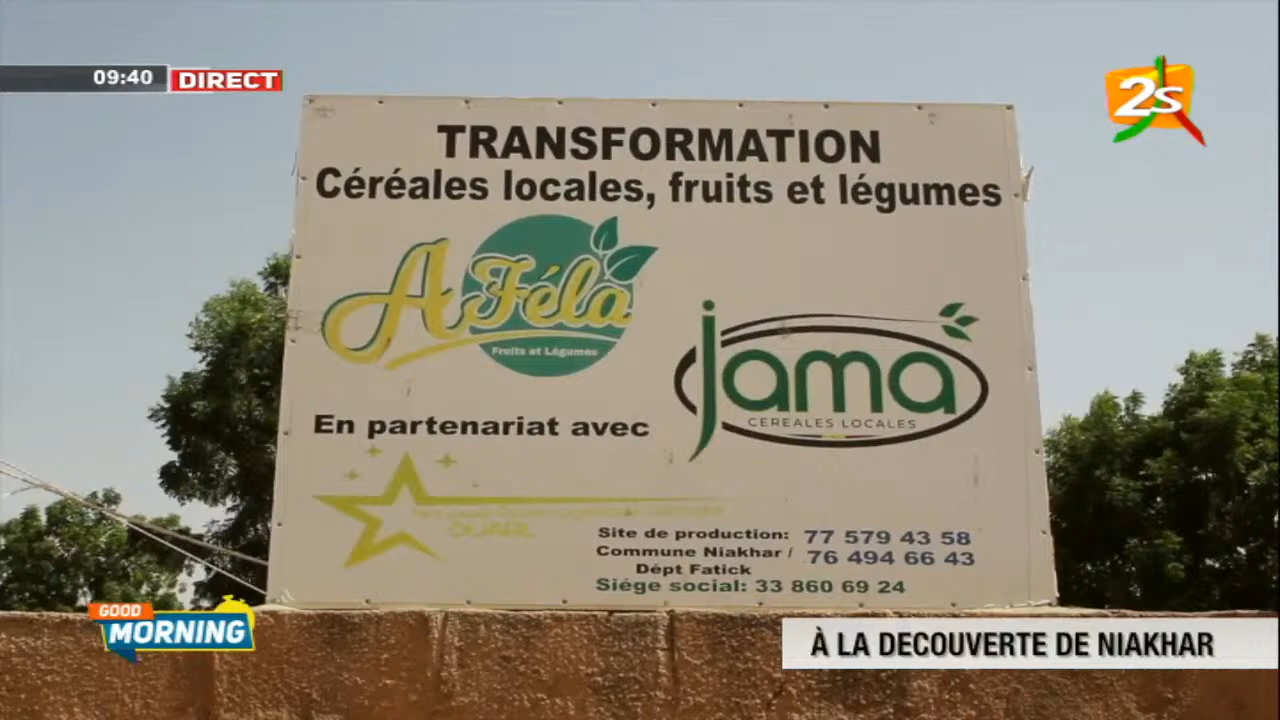 09:40 DIRECT
2s
TRANSFORMATION
Céréales locales, fruits et légumes
AFéla
Fruits et Légumes
jama
CEREALES LOCALES
En partenariat avec
Site de production: 77 579 43 58
Commune Niakhar / 76 494 66 43
Dépt Fatick
Siége social: 33 860 69 24
GOOD
MORNING
À LA DECOUVERTE DE NIAKHAR